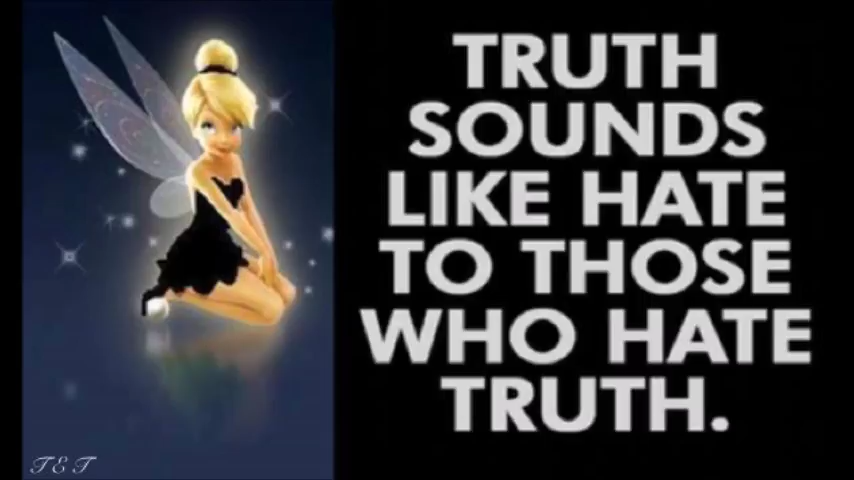 TRUTH
SOUNDS
LIKE HATE
TO THOSE
WHO HATE
TRUTH.
T&T